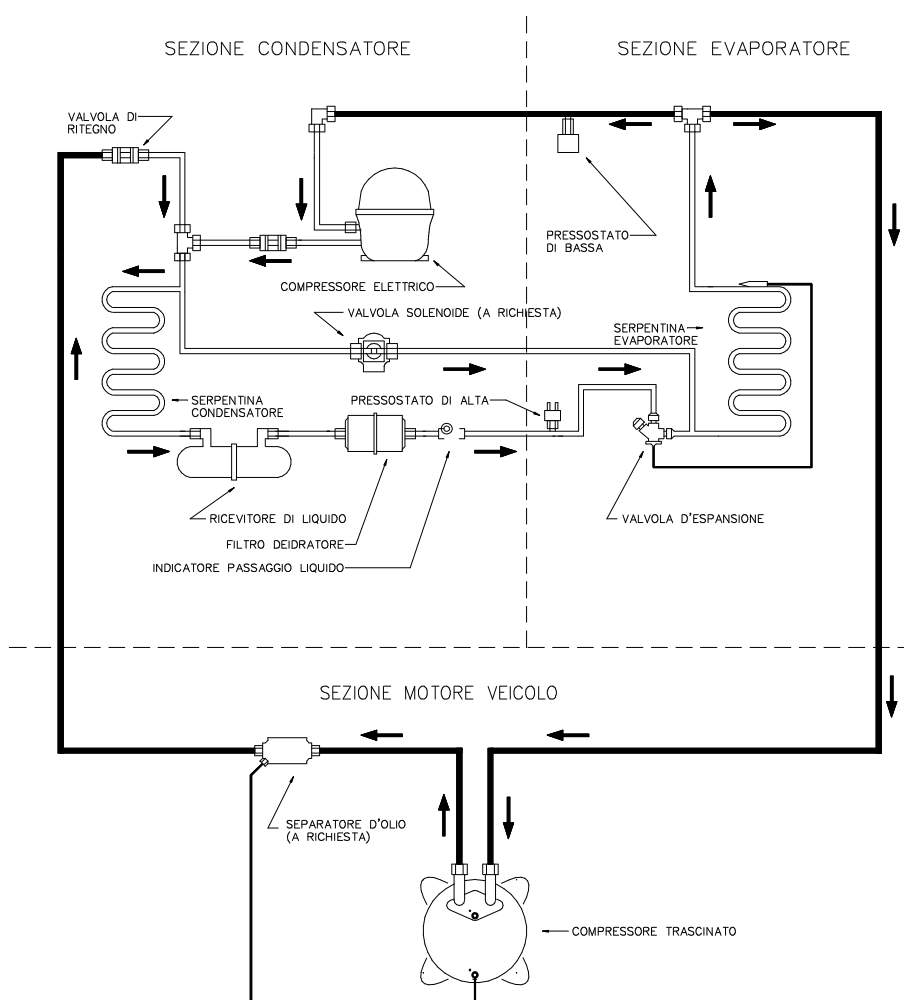 SEZIONE CONDENSATORE
SEZIONE EVAPORATORE
VALVOLA DI
RITEGNO
PRESSOSTATO
DI BASSA
COMPRESSORE ELETTRICO
VALVOLA SOLENOIDE (A RICHIESTA)
SERPENTINA
EVAPORATORE
SERPENTINA
CONDENSATORE
PRESSOSTATO DI ALTA
RICEVITORE DI LIQUIDO
VALVOLA D'ESPANSIONE
FILTRO DEIDRATORE
INDICATORE PASSAGGIO LIQUIDO
SEZIONE MOTORE VEICOLO
SEPARATORE D'OLIO
(A RICHIESTA)
COMPRESSORE TRASCINATO